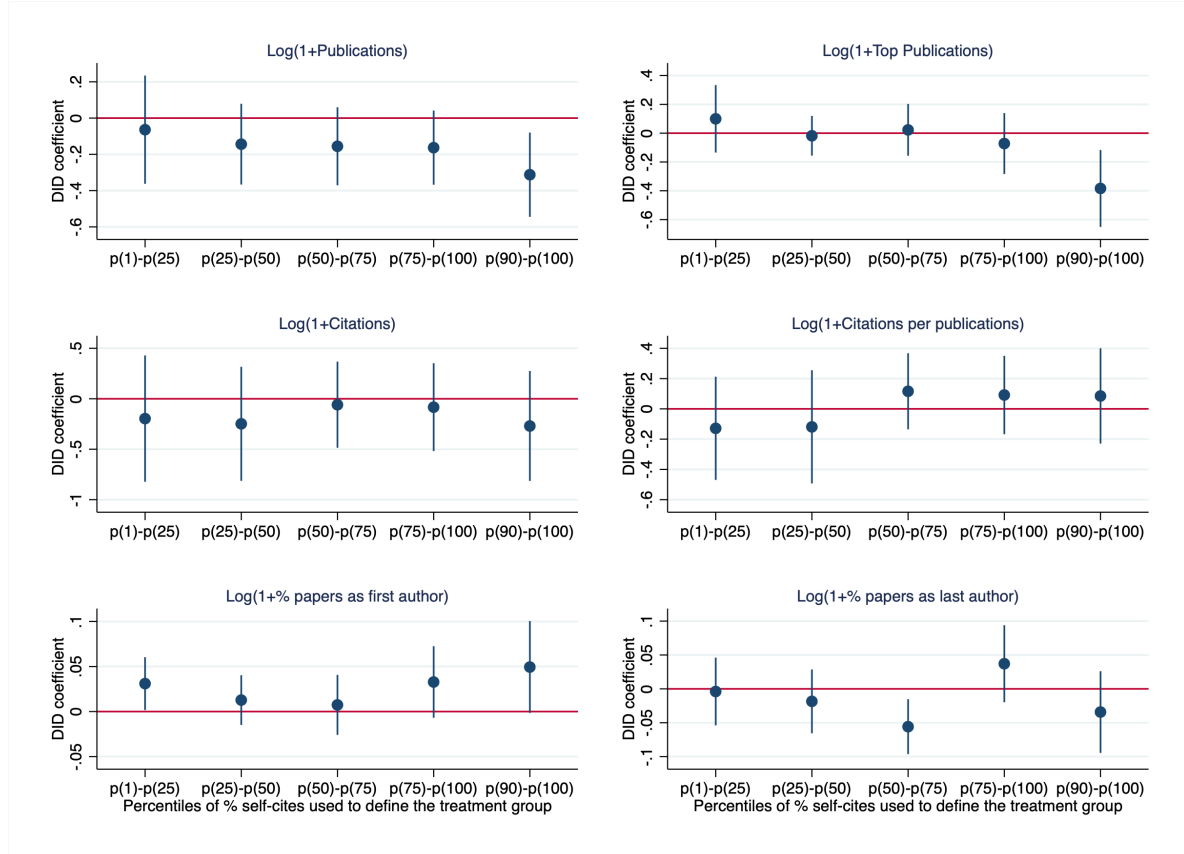 Log(1+Publications)
DID coefficient
.2
0
-.2
-.4
-.6
p(1)-p(25) p(25)-p(50) p(50)-p(75) p(75)-p(100) p(90)-p(100)
Log(1+Top Publications)
DID coefficient
.4
.2
0
-.2
-.4
-.6
p(1)-p(25) p(25)-p(50) p(50)-p(75) p(75)-p(100) p(90)-p(100)
Log(1+Citations)
DID coefficient
.5
0
-.5
-1
p(1)-p(25) p(25)-p(50) p(50)-p(75) p(75)-p(100) p(90)-p(100)
Log(1+Citations per publications)
DID coefficient
.4
.2
0
-.2
-.4
-.6
p(1)-p(25) p(25)-p(50) p(50)-p(75) p(75)-p(100) p(90)-p(100)
Log(1+% papers as first author)
DID coefficient
.1
.05
0
-.05
p(1)-p(25) p(25)-p(50) p(50)-p(75) p(75)-p(100) p(90)-p(100)
Percentiles of % self-cites used to define the treatment group
Log(1+% papers as last author)
DID coefficient
.1
.05
0
-.05
-.1
p(1)-p(25) p(25)-p(50) p(50)-p(75) p(75)-p(100) p(90)-p(100)
Percentiles of % self-cites used to define the treatment group